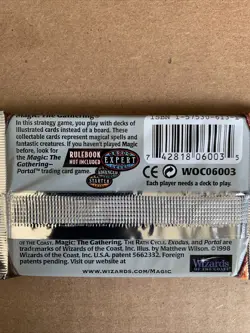 Magic: The Gathering®
In this strategy game, you play with decks of
illustrated cards instead of a board. These
collectable cards represent magical spells and
fantastic creatures. If you haven't played Magic
before, look for
the Magic: The
Gathering–
Portal™ trading card game.
RULEBOOK
NOT INCLUDED
EXPERT
STARTER
7 42818 06003 5
WOC06003
Each player needs a deck to play.
OF THE COAST, Magic: The Gathering, The Rath Cycle, Exodus, and Portal are
trademarks of Wizards of the Coast, Inc. Illus. by Matthew Wilson. ©1998
Wizards of the Coast, Inc. U.S.A. patent 5662332. Foreign
patents pending. Visit our website at
www.wizards.com/Magic
Wizards
OF THE COAST